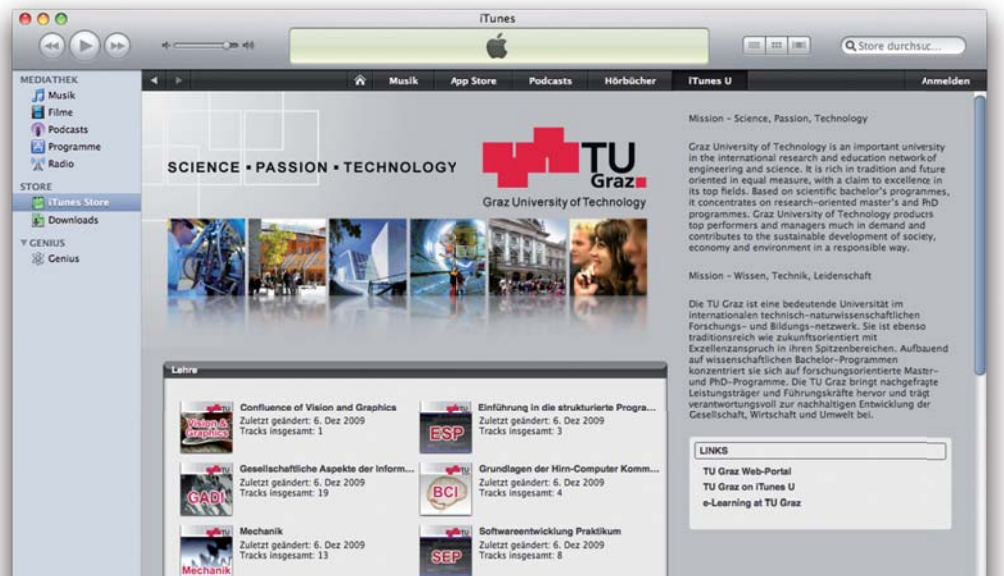 iTunes
Store durchsuc...
MEDIATHEK
Musik
Filme
Podcasts
Programme
Radio
STORE
iTunes Store
Downloads
GENIUS
Genius
Musik App Store Podcasts Hörbücher iTunes U Anmelden
SCIENCE ▪ PASSION ▪ TECHNOLOGY
TU
Graz
Graz University of Technology
Mission – Science, Passion, Technology
Graz University of Technology is an important university
in the international research and education network of
engineering and science. It is rich in tradition and future
oriented in equal measure, with a claim to excellence in
its top fields. Based on scientific bachelor's programmes,
it concentrates on research-oriented master's and PhD
programmes. Graz University of Technology products
top performers and managers much in demand and
contributes to the sustainable development of society,
economy and environment in a responsible way.
Mission – Wissen, Technik, Leidenschaft
Die TU Graz ist eine bedeutende Universität im
internationalen technisch-naturwissenschaftlichen
Forschungs- und Bildungs-netzwerk. Sie ist ebenso
traditionsreich wie zukunftsorientiert mit
Exzellenzanspruch in ihren Spitzenbereichen. Aufbauend
auf wissenschaftlichen Bachelor-Programmen
konzentriert sie sich auf forschungsorientierte Master-
und PhD-Programme. Die TU Graz bringt nachgefragte
Leistungsträger und Führungskräfte hervor und trägt
verantwortungsvoll zur nachhaltigen Entwicklung der
Gesellschaft, Wirtschaft und Umwelt bei.
LINKS
TU Graz Web-Portal
TU Graz on iTunes U
e-Learning at TU Graz
Lehre
TU
Vision &
Graphics
Confluence of Vision and Graphics
Zuletzt geändert: 6. Dez 2009
Tracks insgesamt: 1
TU
ESP
Einführung in die strukturierte Progra...
Zuletzt geändert: 6. Dez 2009
Tracks insgesamt: 3
TU
GADI
Gesellschaftliche Aspekte der Inform...
Zuletzt geändert: 6. Dez 2009
Tracks insgesamt: 19
TU
BCI
Grundlagen der Hirn-Computer Komm...
Zuletzt geändert: 6. Dez 2009
Tracks insgesamt: 4
TU
Mechanik
Mechanik
Zuletzt geändert: 6. Dez 2009
Tracks insgesamt: 13
TU
SEP
Softwareentwicklung Praktikum
Zuletzt geändert: 6. Dez 2009
Tracks insgesamt: 8